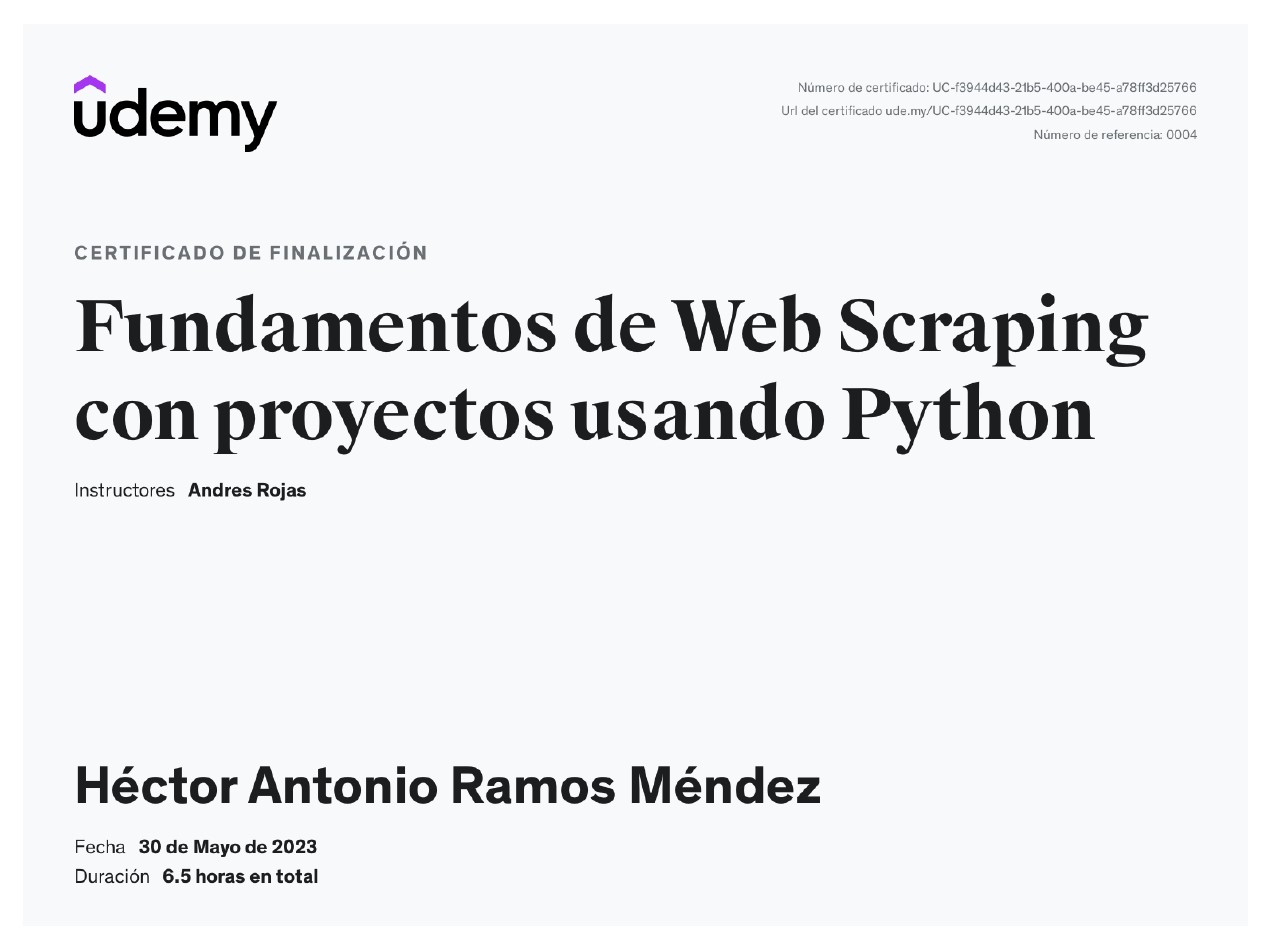 udemy
Número de certificado: UC-f3944d43-21b5-400a-be45-a78ff3d25766
Url del certificado ude.my/UC-f3944d43-21b5-400a-be45-a78ff3d25766
Número de referencia: 0004
CERTIFICADO DE FINALIZACIÓN
Fundamentos de Web Scraping
con proyectos usando Python
Instructores Andres Rojas
Héctor Antonio Ramos Méndez
Fecha 30 de Mayo de 2023
Duración 6.5 horas en total